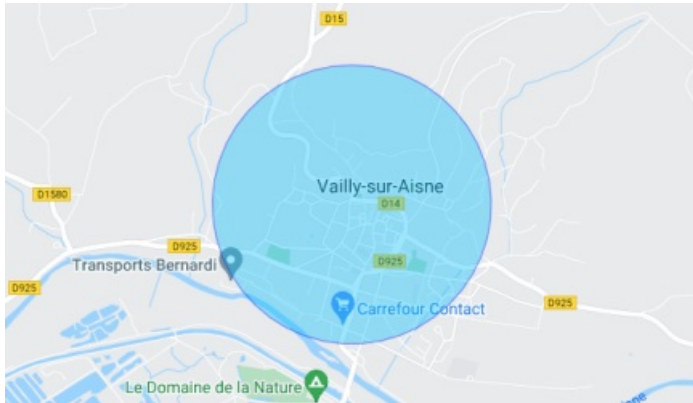 D15
Vailly-sur-Aisne
D1580
D14
D925
Transports Bernardi
D925
D925
D925
Carrefour Contact
Le Domaine de la Nature